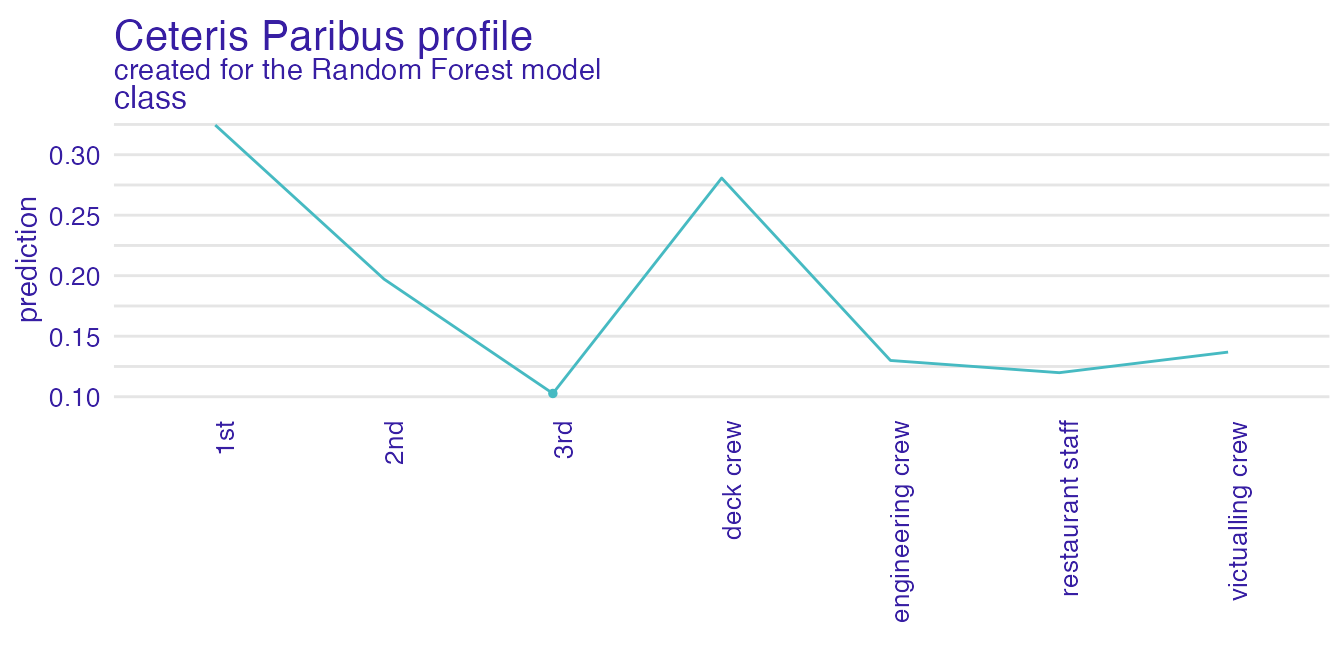 Ceteris Paribus profile
created for the Random Forest model
class
prediction
0.30
0.25
0.20
0.15
0.10
1st
2nd
3rd
deck crew
engineering crew
restaurant staff
victualling crew